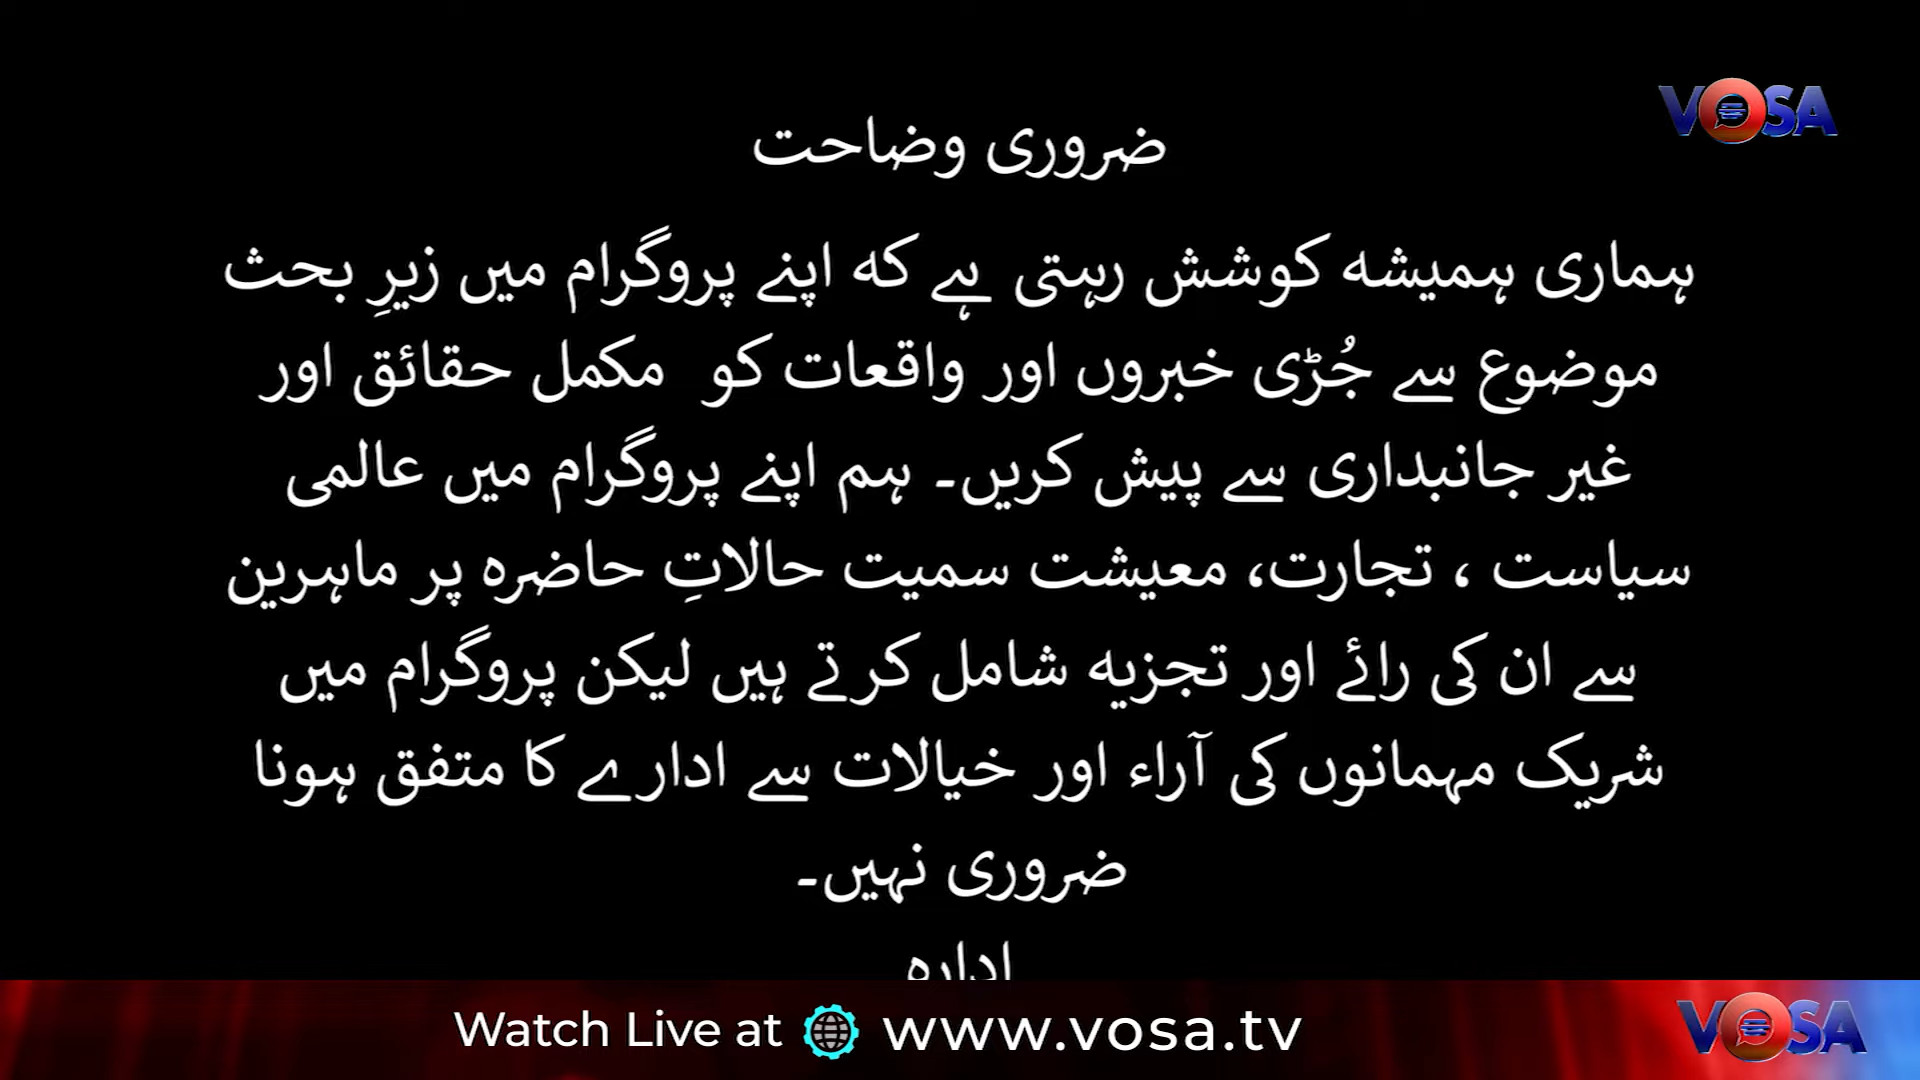 VOSA
ضروری وضاحت
ہماری ہمیشہ کوشش رہتی ہے کہ اپنے پروگرام میں زیرِ بحث
موضوع سے جُڑی خبروں اور واقعات کو مکمل حقائق اور
غیر جانبداری سے پیش کریں۔ ہم اپنے پروگرام میں عالمی
سیاست ، تجارت، معیشت سمیت حالاتِ حاضرہ پر ماہرین
سے ان کی رائے اور تجزیہ شامل کرتے ہیں لیکن پروگرام میں
شریک مہمانوں کی آراء اور خیالات سے ادارے کا متفق ہونا
ضروری نہیں۔
ادارہ
Watch Live at www.vosa.tv
VOSA